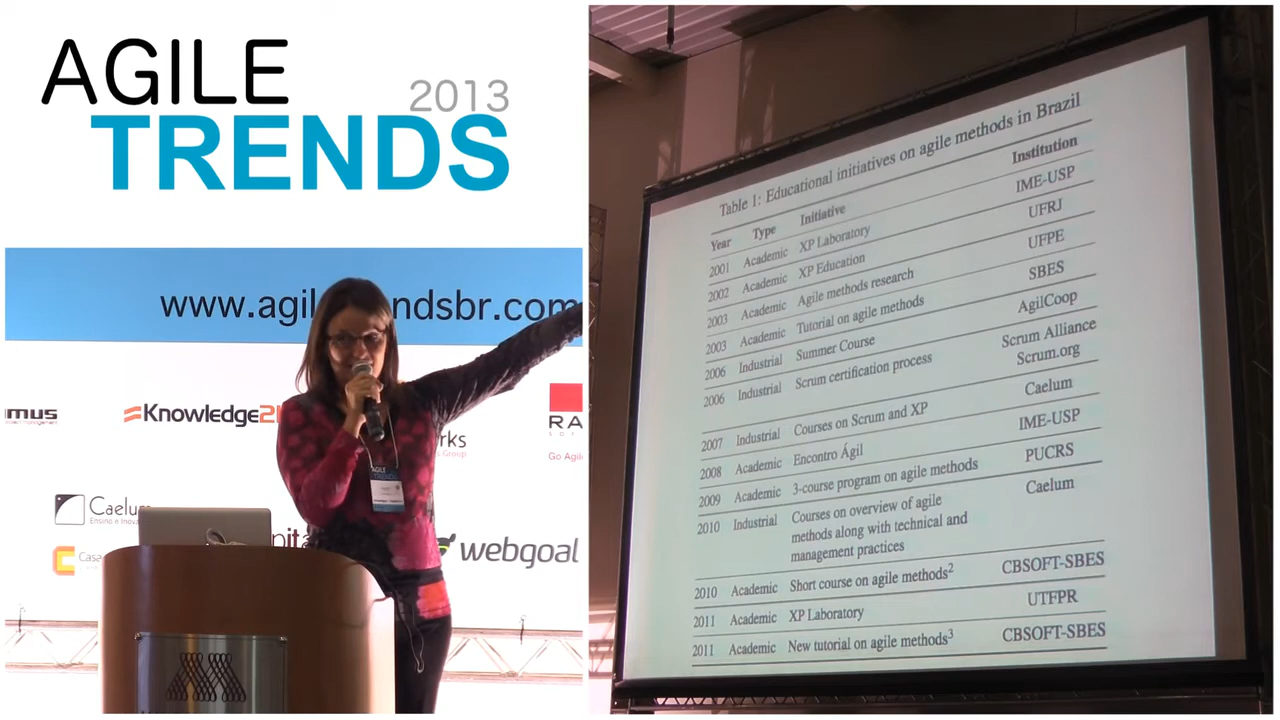 AGILE
2013
TRENDS
www.agil ndsbr.com
Knowledge21
RA
rks
Go Agile
Caelum
AGILE
TRENDS
webgoal
Table 1: Educational initiatives on agile methods in Brazil
Year Type Initiative Institution
2001 Academic XP Laboratory IME-USP
2002 Academic XP Education UFRJ
2003 Academic Agile methods research UFPE
2003 Academic Tutorial on agile methods SBES
2006 Industrial Summer Course AgilCoop
2006 Industrial Scrum certification process Scrum Alliance
Scrum.org
2007 Industrial Courses on Scrum and XP Caelum
2008 Academic Encontro Ágil IME-USP
2009 Academic 3-course program on agile methods PUCRS
2010 Industrial Courses on overview of agile Caelum
methods along with technical and
management practices
2010 Academic Short course on agile methods² CBSOFT-SBES
2011 Academic XP Laboratory UTFPR
2011 Academic New tutorial on agile methods³ CBSOFT-SBES